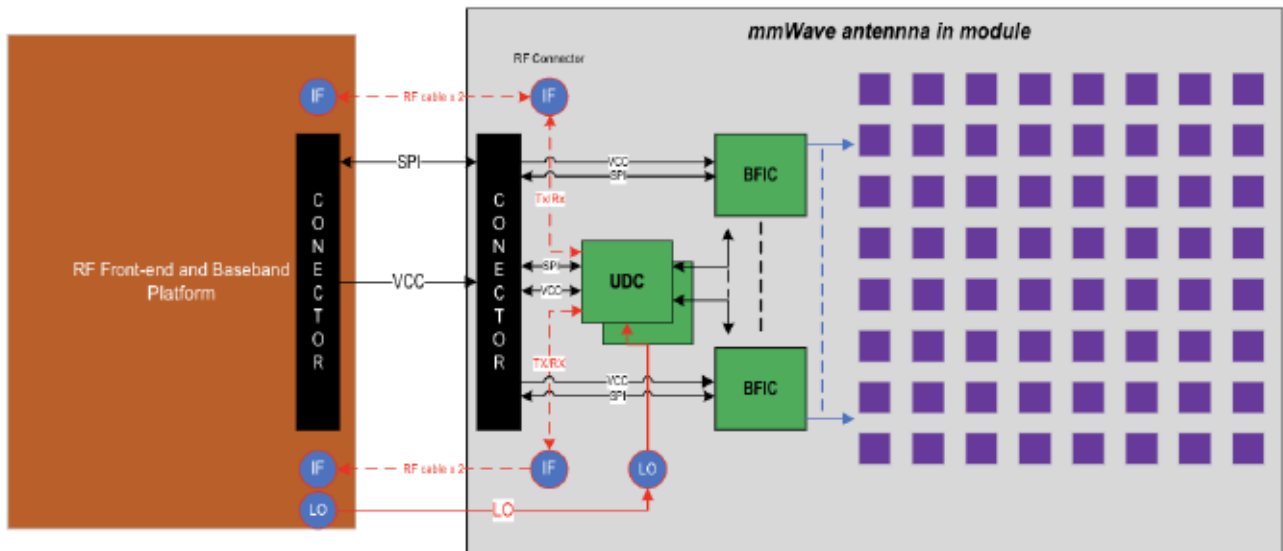 mmWave antennna in module
RF Connector
IF
RF cable x 2
IF
SPI
VCC
SPI
BFIC
CONECTOR
CONECTOR
Tx/Rx
RF Front-end and Baseband
Platform
VCC
SPI
VCC
UDC
TX/RX
VCC
SPI
BFIC
IF
RF cable x 2
IF
LO
LO
LO